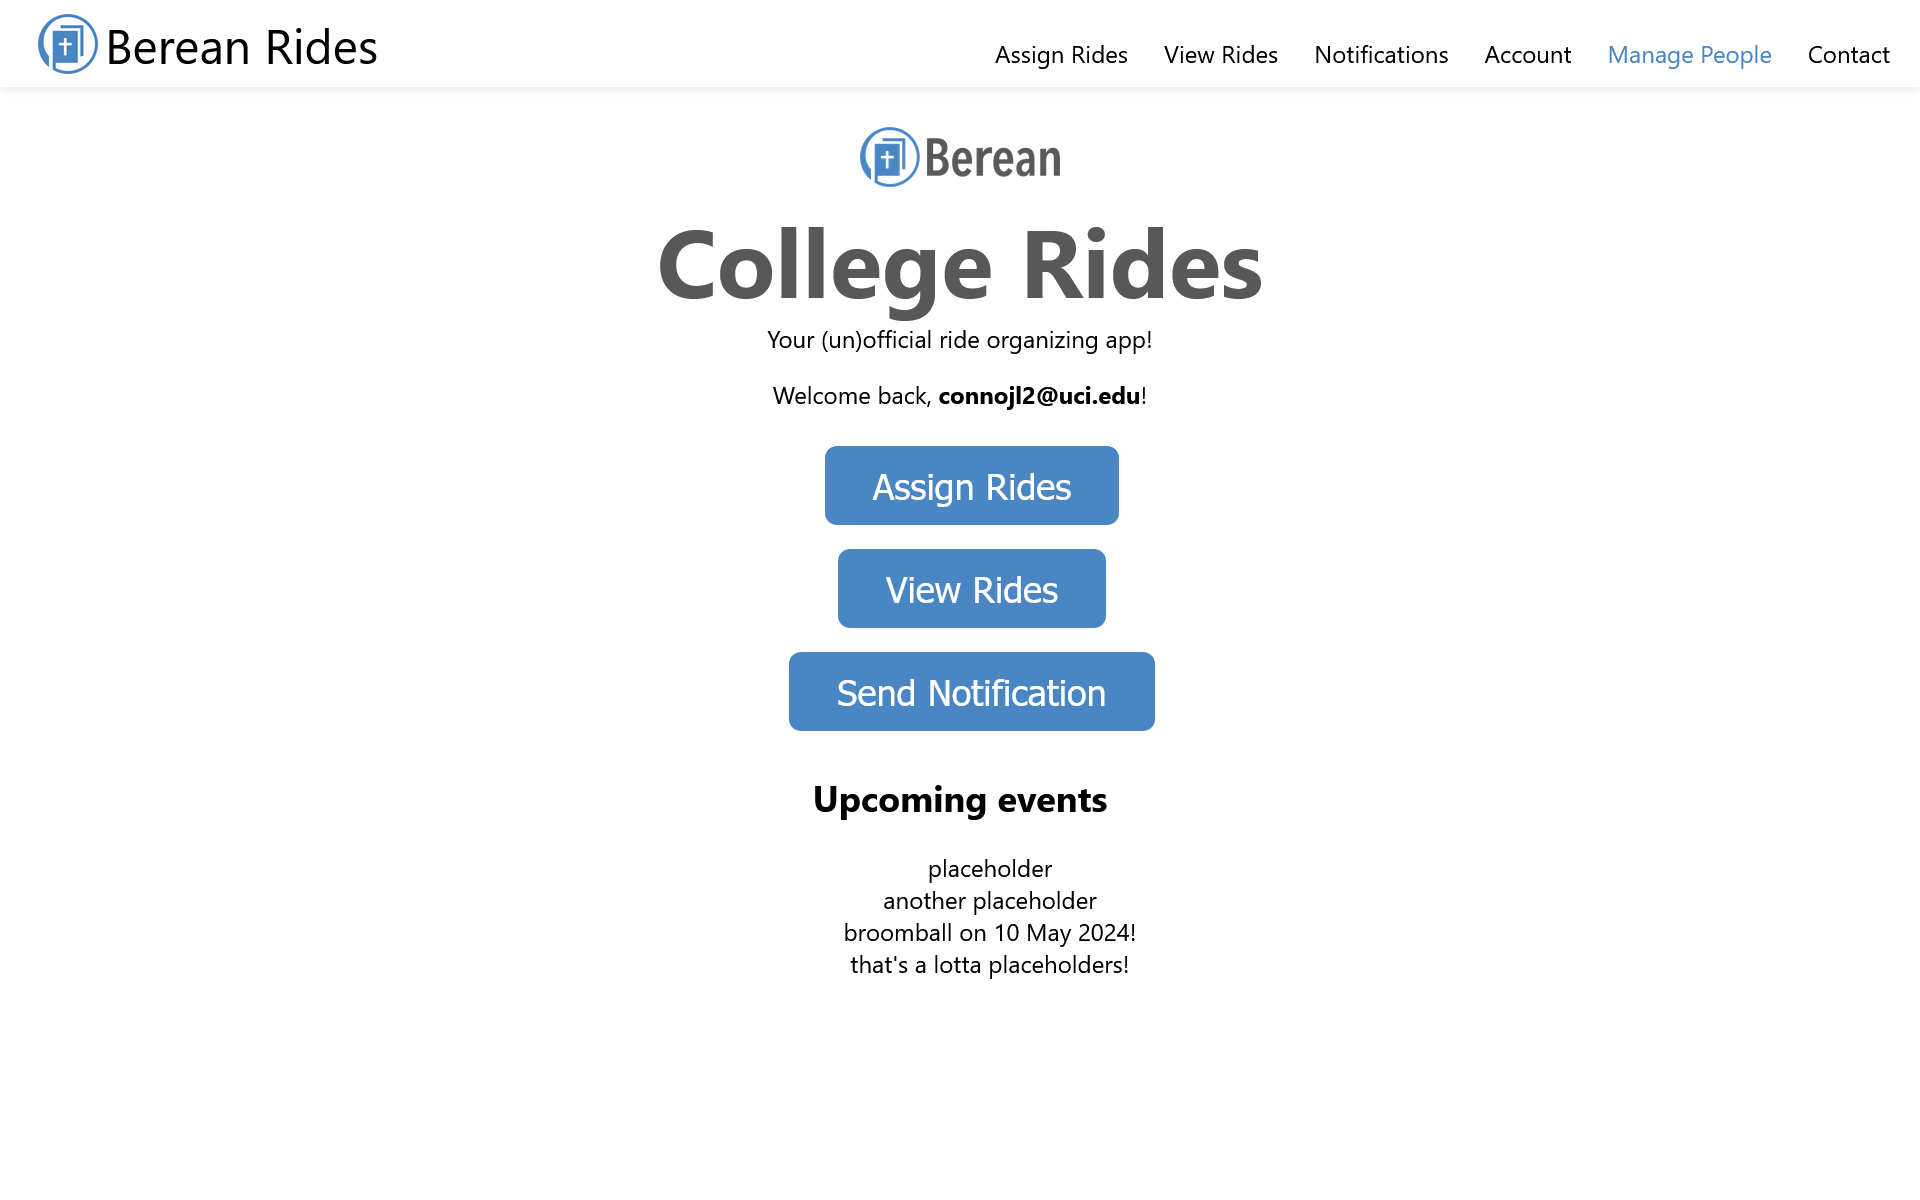 Berean Rides
Assign Rides View Rides Notifications Account Manage People Contact
Berean
College Rides
Your (un)official ride organizing app!
Welcome back, connojl2@uci.edu!
Assign Rides
View Rides
Send Notification
Upcoming events
placeholder
another placeholder
broomball on 10 May 2024!
that's a lotta placeholders!